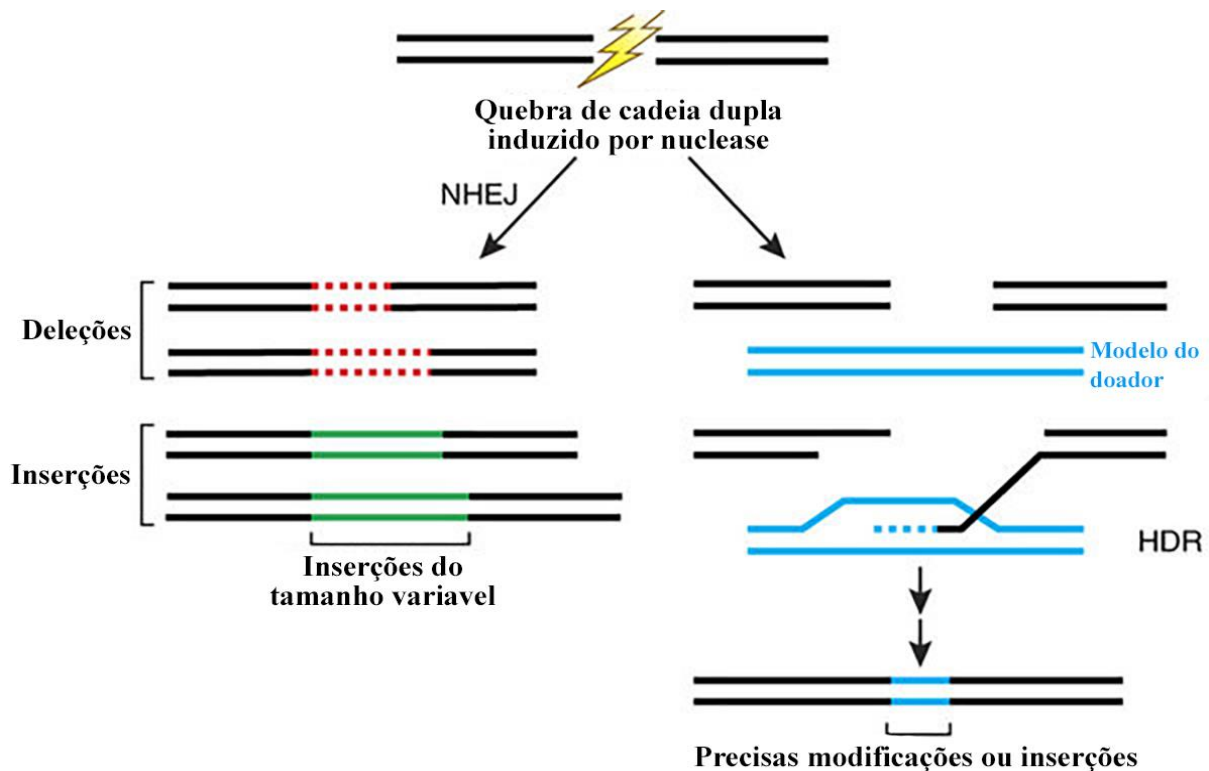 Quebra de cadeia dupla
induzido por nuclease
NHEJ
Deleções
Modelo do
doador
Inserções
HDR
Inserções do
tamanho variavel
Precisas modificações ou inserções